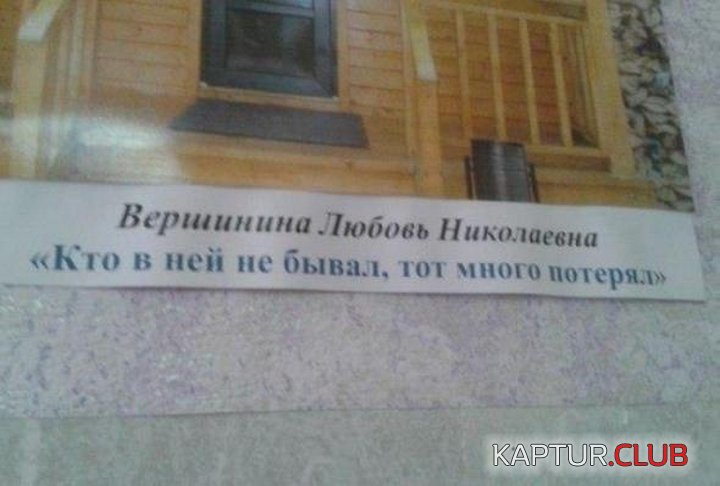 Вершинина Любовь Николаевна
«Кто в ней не бывал, тот много потерял»
KAPTUR.CLUB